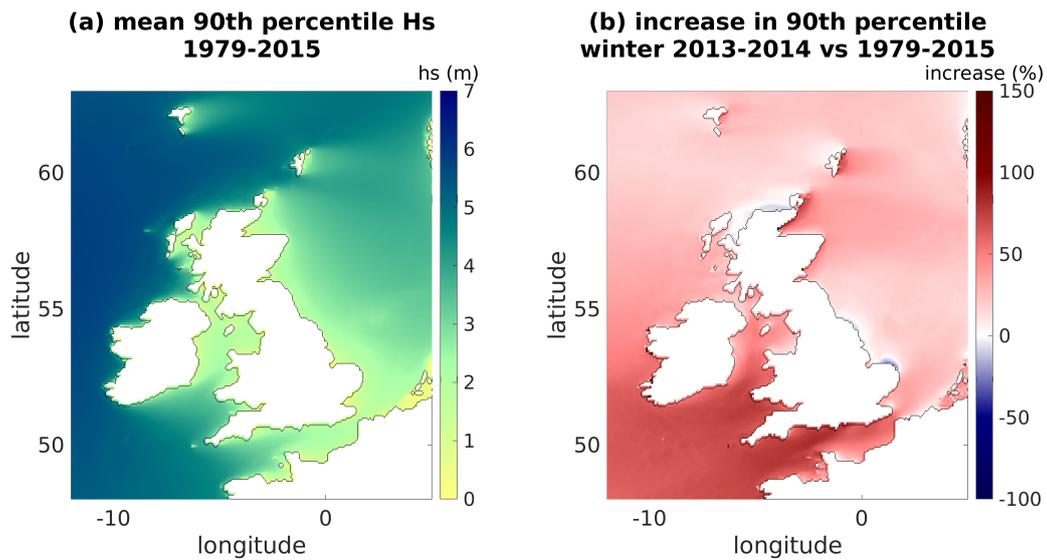 (a) mean 90th percentile Hs
1979-2015
hs (m)
7
6
5
4
3
2
1
0
60
55
50
latitude
-10
0
longitude
(b) increase in 90th percentile
winter 2013-2014 vs 1979-2015
increase (%)
150
100
50
0
-50
-100
60
55
50
latitude
-10
0
longitude